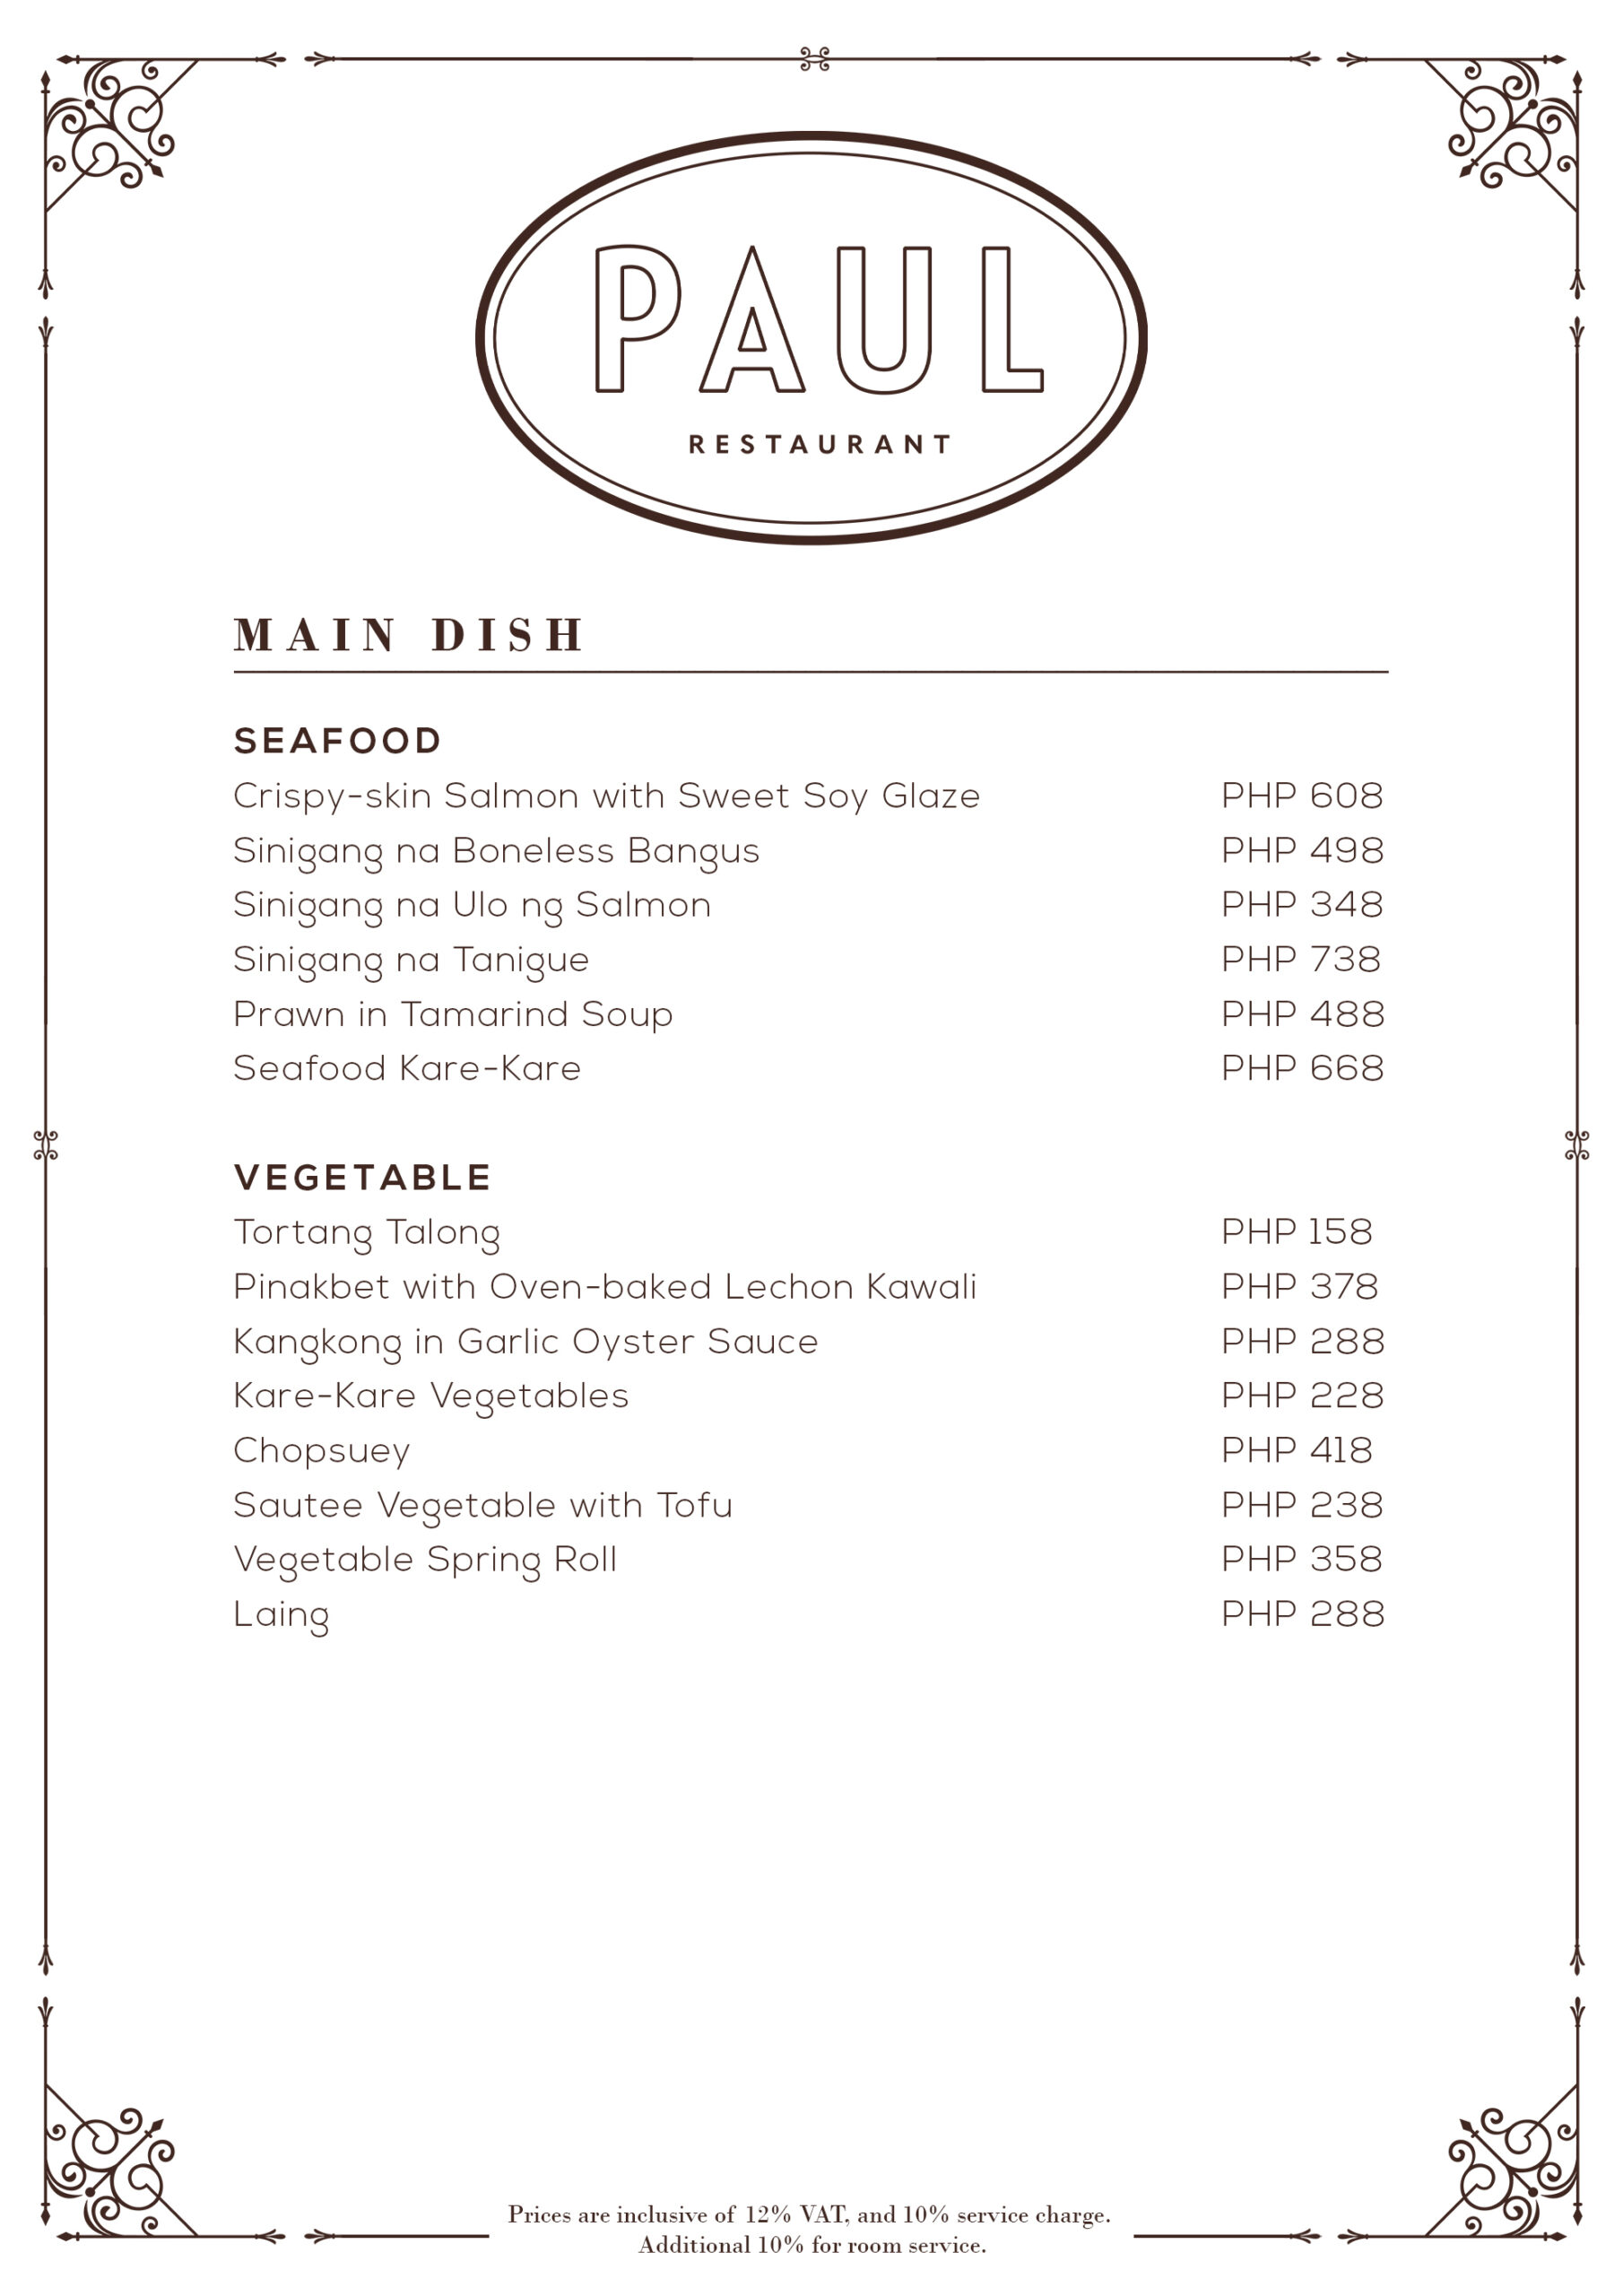 PAUL
RESTAURANT
MAIN DISH
SEAFOOD
Crispy-skin Salmon with Sweet Soy Glaze PHP 608
Sinigang na Boneless Bangus PHP 498
Sinigang na Ulo ng Salmon PHP 348
Sinigang na Tanigue PHP 738
Prawn in Tamarind Soup PHP 488
Seafood Kare-Kare PHP 668
VEGETABLE
Tortang Talong PHP 158
Pinakbet with Oven-baked Lechon Kawali PHP 378
Kangkong in Garlic Oyster Sauce PHP 288
Kare-Kare Vegetables PHP 228
Chopsuey PHP 418
Sautee Vegetable with Tofu PHP 238
Vegetable Spring Roll PHP 358
Laing PHP 288
Prices are inclusive of 12% VAT, and 10% service charge.
Additional 10% for room service.